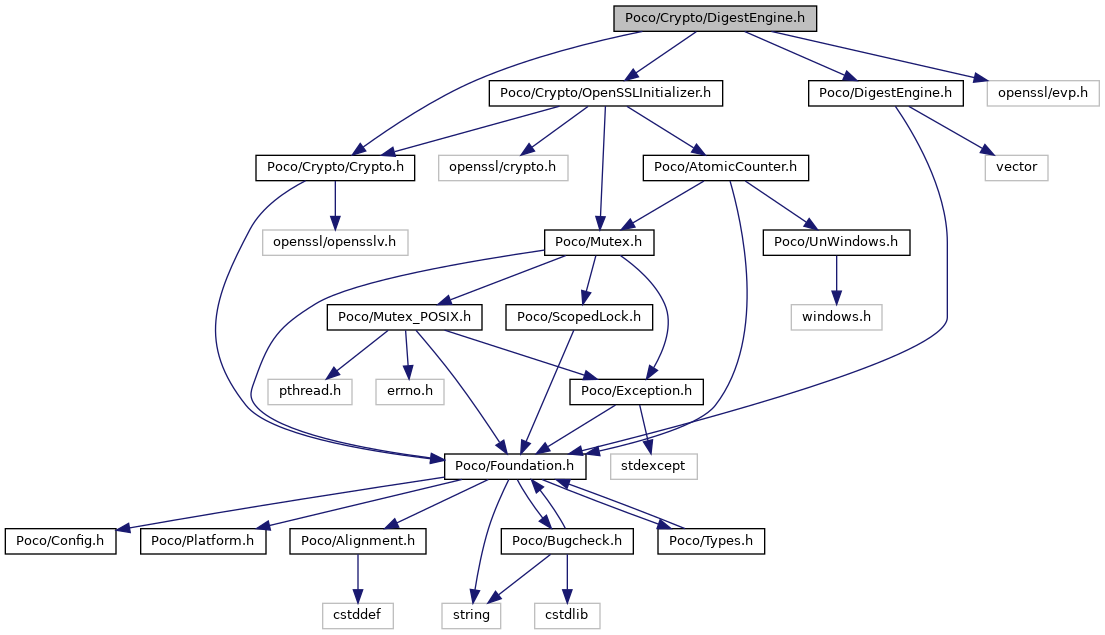 Poco/Crypto/DigestEngine.h
Poco/Crypto/OpenSSLInitializer.h
Poco/DigestEngine.h
openssl/evp.h
Poco/Crypto/Crypto.h
openssl/crypto.h
Poco/AtomicCounter.h
vector
openssl/opensslv.h
Poco/Mutex.h
Poco/UnWindows.h
Poco/Mutex_POSIX.h
Poco/ScopedLock.h
windows.h
pthread.h
errno.h
Poco/Exception.h
Poco/Foundation.h
stdexcept
Poco/Config.h
Poco/Platform.h
Poco/Alignment.h
Poco/Bugcheck.h
Poco/Types.h
cstddef
string
cstdlib